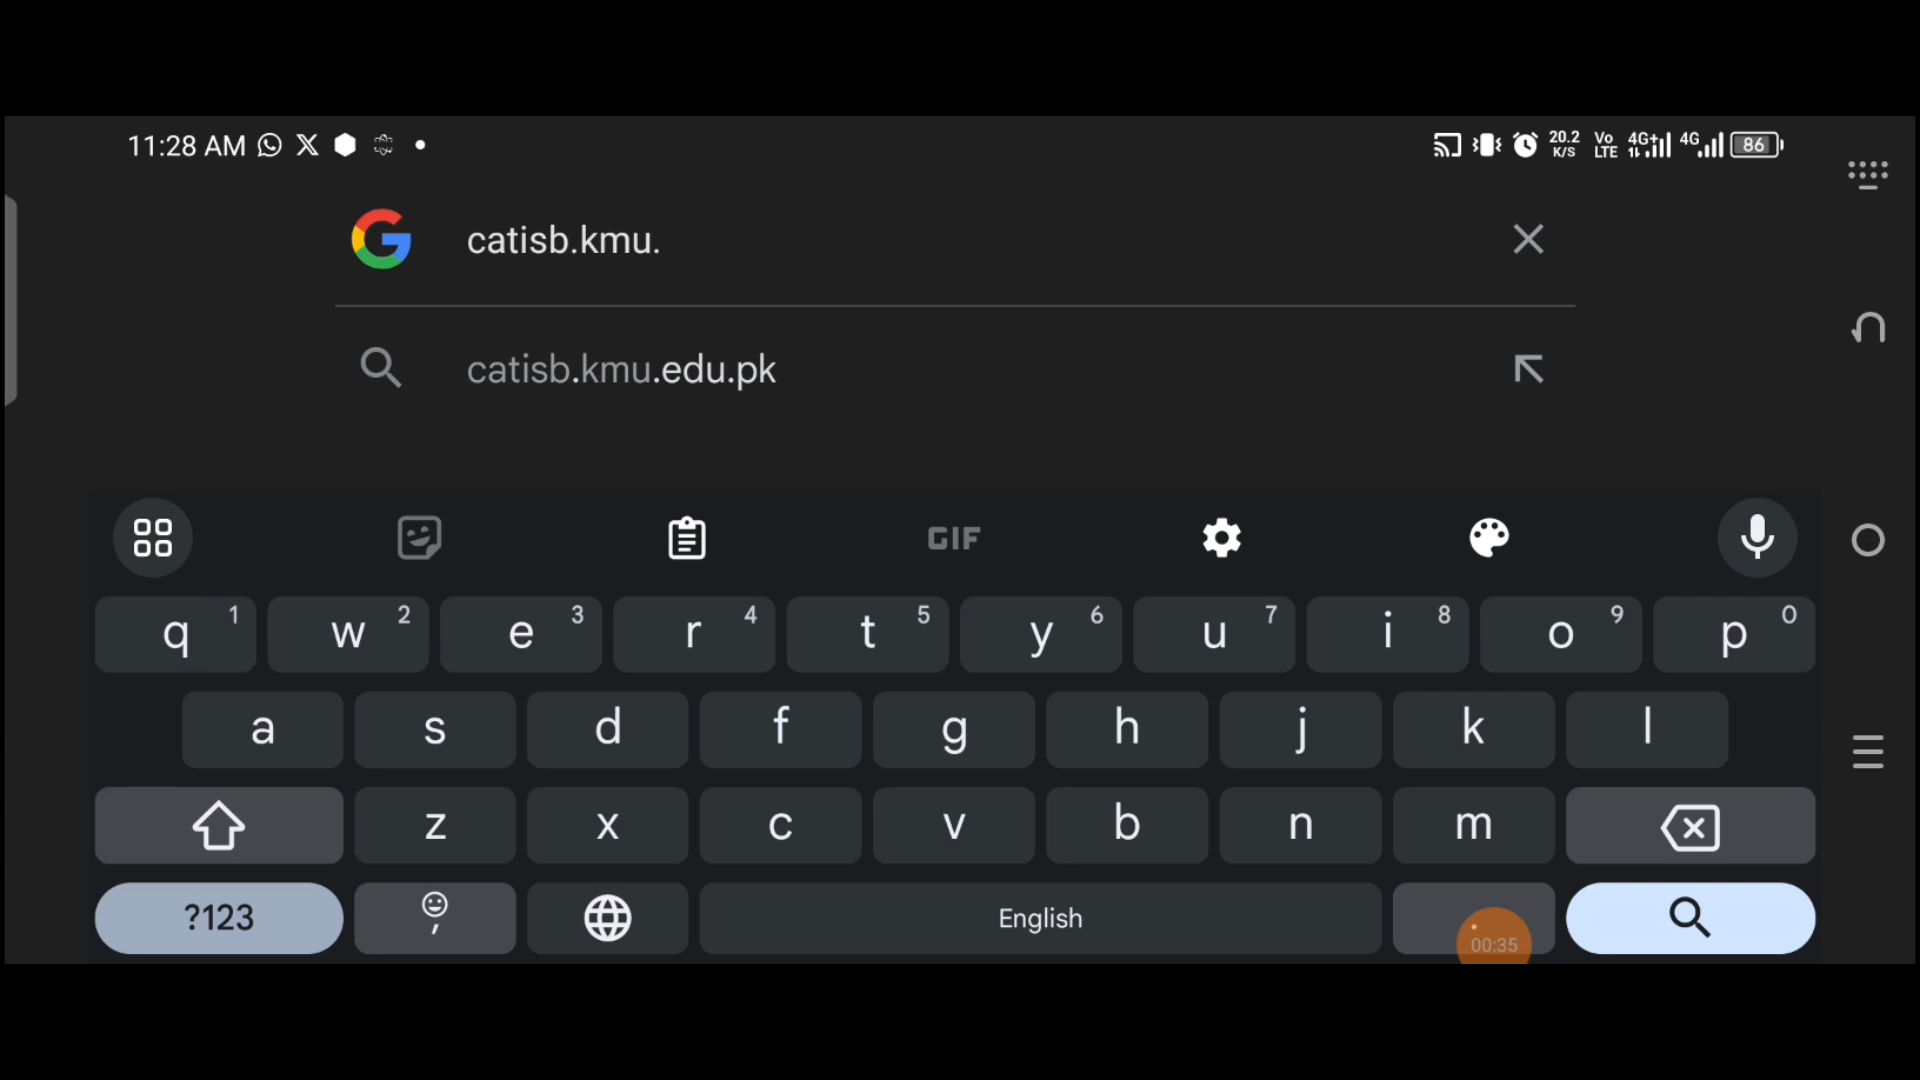 11:28 AM
20.2 K/S
Vo LTE
4G+
4G
86
catisb.kmu.
catisb.kmu.edu.pk
GIF
q 1 w 2 e 3 r 4 t 5 y 6 u 7 i 8 o 9 p 0
a s d f g h j k l
z x c v b n m
?123 , English .
00:35